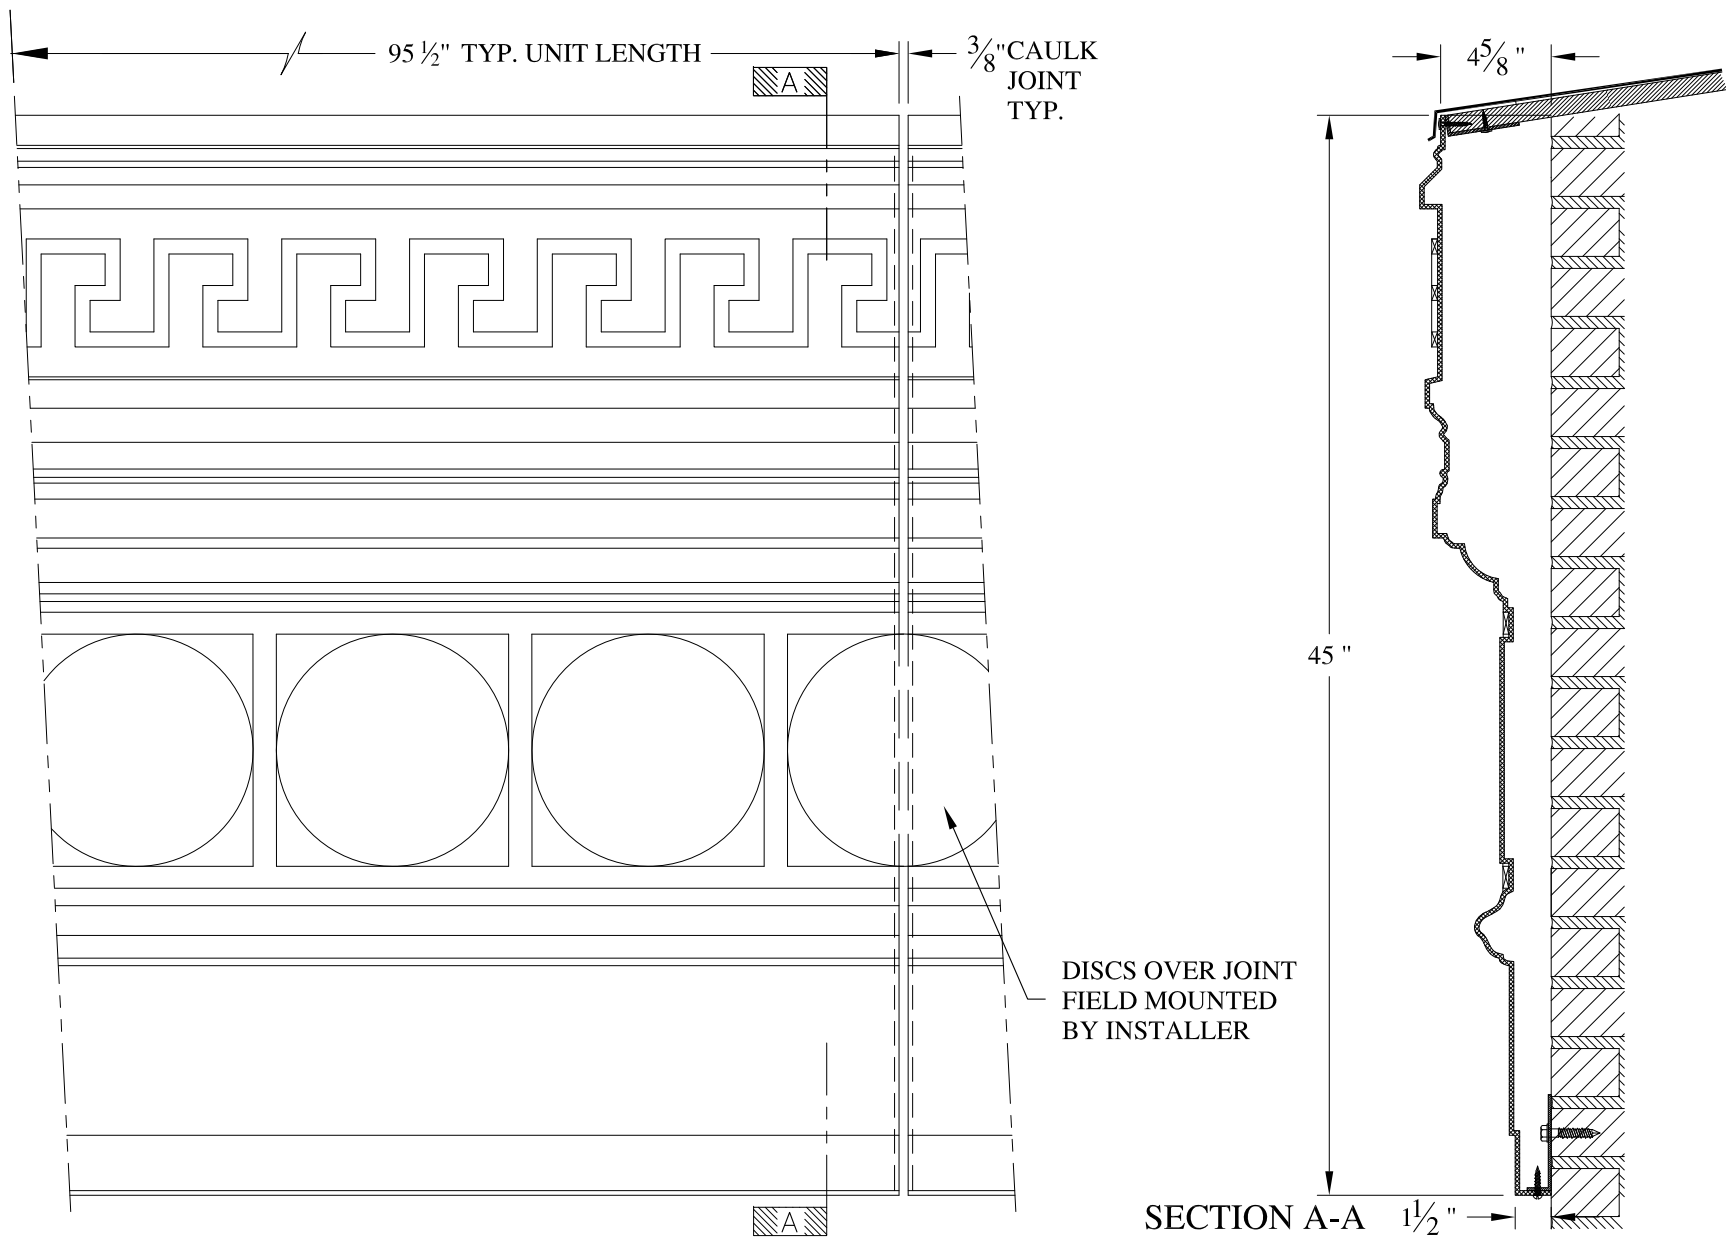 95 ½" TYP. UNIT LENGTH
⅜" CAULK
JOINT
TYP.
4⅝ "
A
45 "
DISCS OVER JOINT
FIELD MOUNTED
BY INSTALLER
A
SECTION A-A
1½ "